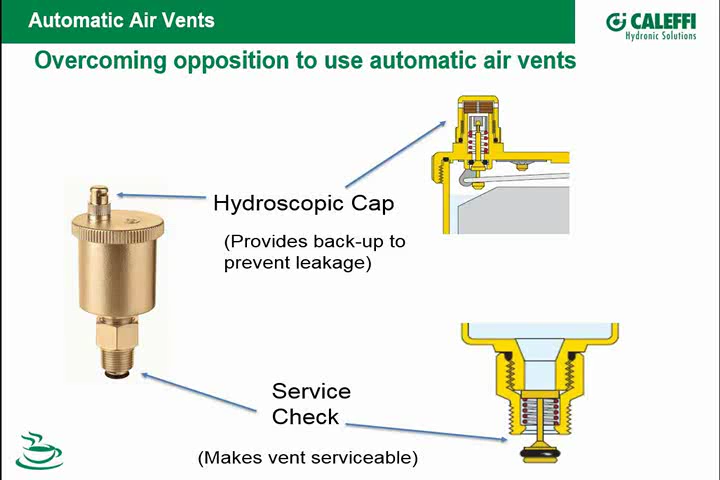 Automatic Air Vents
CALEFFI
Hydronic Solutions
Overcoming opposition to use automatic air vents
Hydroscopic Cap
(Provides back-up to
prevent leakage)
Service
Check
(Makes vent serviceable)